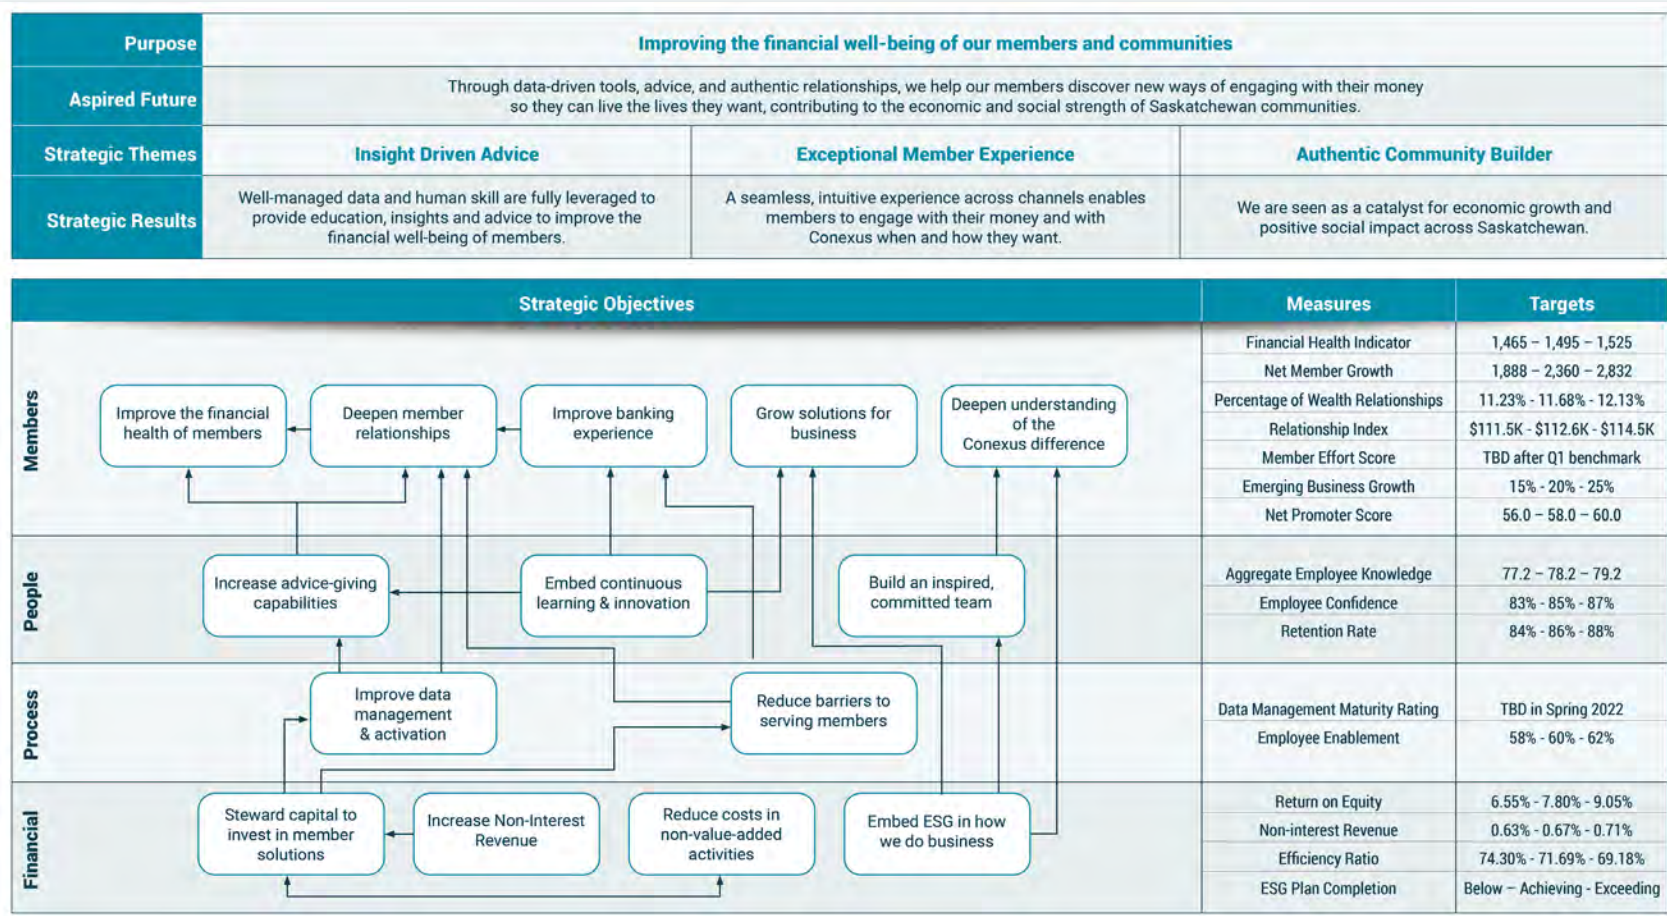 Purpose
Improving the financial well-being of our members and communities
Aspired Future
Through data-driven tools, advice, and authentic relationships, we help our members discover new ways of engaging with their money
so they can live the lives they want, contributing to the economic and social strength of Saskatchewan communities.
Strategic Themes
Insight Driven Advice
Exceptional Member Experience
Authentic Community Builder
Strategic Results
Well-managed data and human skill are fully leveraged to
provide education, insights and advice to improve the
financial well-being of members.
A seamless, intuitive experience across channels enables
members to engage with their money and with
Conexus when and how they want.
We are seen as a catalyst for economic growth and
positive social impact across Saskatchewan.
Strategic Objectives
Measures
Targets
Members
Improve the financial
health of members
Deepen member
relationships
Improve banking
experience
Grow solutions for
business
Deepen understanding
of the
Conexus difference
Financial Health Indicator
1,465 – 1,495 – 1,525
Net Member Growth
1,888 – 2,360 – 2,832
Percentage of Wealth Relationships
11.23% - 11.68% - 12.13%
Relationship Index
$111.5K - $112.6K - $114.5K
Member Effort Score
TBD after Q1 benchmark
Emerging Business Growth
15% - 20% - 25%
Net Promoter Score
56.0 – 58.0 – 60.0
People
Increase advice-giving
capabilities
Embed continuous
learning & innovation
Build an inspired,
committed team
Aggregate Employee Knowledge
77.2 – 78.2 – 79.2
Employee Confidence
83% - 85% - 87%
Retention Rate
84% - 86% - 88%
Process
Improve data
management
& activation
Reduce barriers to
serving members
Data Management Maturity Rating
TBD in Spring 2022
Employee Enablement
58% - 60% - 62%
Financial
Steward capital to
invest in member
solutions
Increase Non-Interest
Revenue
Reduce costs in
non-value-added
activities
Embed ESG in how
we do business
Return on Equity
6.55% - 7.80% - 9.05%
Non-interest Revenue
0.63% - 0.67% - 0.71%
Efficiency Ratio
74.30% - 71.69% - 69.18%
ESG Plan Completion
Below – Achieving - Exceeding